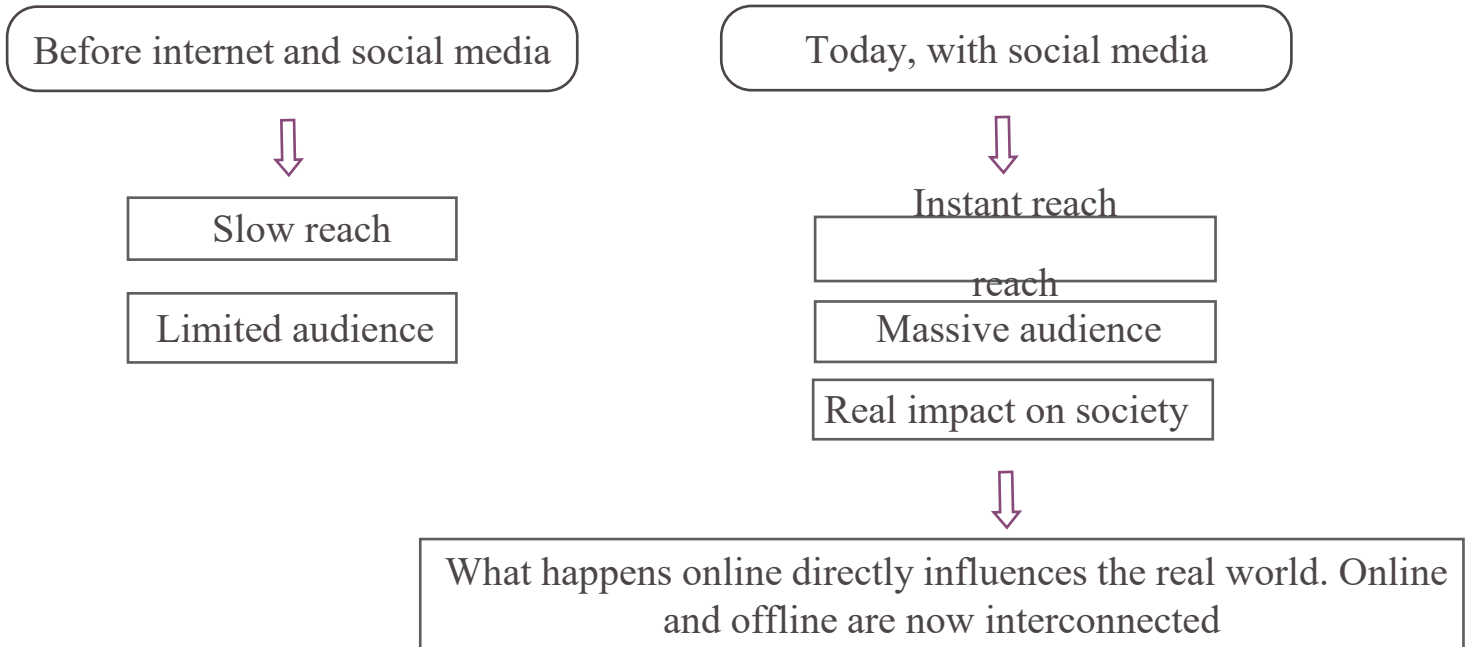 Before internet and social media
Slow reach
Limited audience
Today, with social media
Instant reach
reach
Massive audience
Real impact on society
What happens online directly influences the real world. Online
and offline are now interconnected